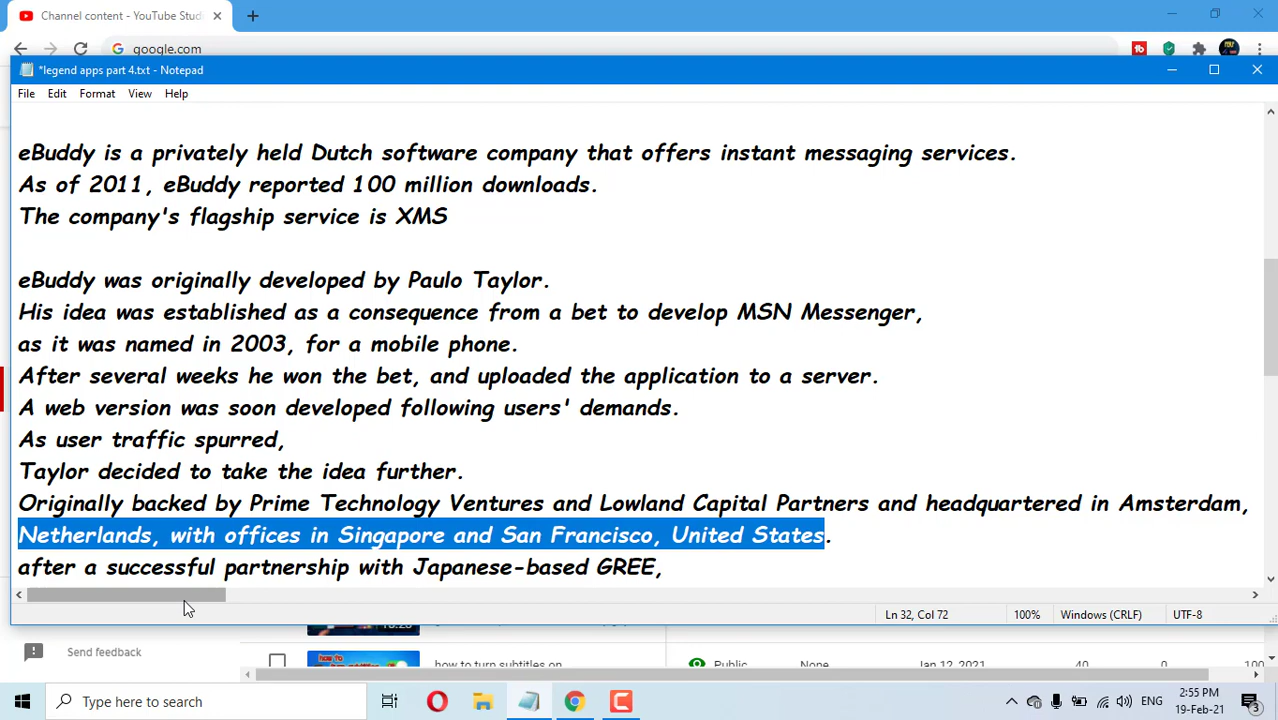 Channel content - YouTube Stud
google.com
*legend apps part 4.txt - Notepad
File Edit Format View Help
eBuddy is a privately held Dutch software company that offers instant messaging services.
As of 2011, eBuddy reported 100 million downloads.
The company's flagship service is XMS
eBuddy was originally developed by Paulo Taylor.
His idea was established as a consequence from a bet to develop MSN Messenger,
as it was named in 2003, for a mobile phone.
After several weeks he won the bet, and uploaded the application to a server.
A web version was soon developed following users' demands.
As user traffic spurred,
Taylor decided to take the idea further.
Originally backed by Prime Technology Ventures and Lowland Capital Partners and headquartered in Amsterdam,
Netherlands, with offices in Singapore and San Francisco, United States.
after a successful partnership with Japanese-based GREE,
Ln 32, Col 72 100% Windows (CRLF) UTF-8
Send feedback
how to turn subtitles on Public None Jan 12, 2021 40 0 100
Type here to search
ENG
2:55 PM
19-Feb-21
3